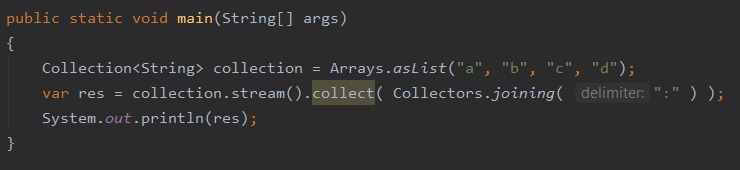 public static void main(String[] args)
{
Collection<String> collection = Arrays.asList("a", "b", "c", "d");
var res = collection.stream().collect( Collectors.joining( delimiter: ":" ) );
System.out.println(res);
}